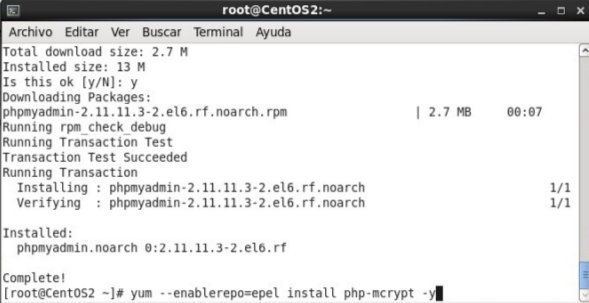 root@CentOS2:~
Archivo Editar Ver Buscar Terminal Ayuda
Total download size: 2.7 M
Installed size: 13 M
Is this ok [y/N]: y
Downloading Packages:
phpmyadmin-2.11.11.3-2.el6.rf.noarch.rpm | 2.7 MB 00:07
Running rpm_check_debug
Running Transaction Test
Transaction Test Succeeded
Running Transaction
Installing : phpmyadmin-2.11.11.3-2.el6.rf.noarch 1/1
Verifying : phpmyadmin-2.11.11.3-2.el6.rf.noarch 1/1
Installed:
phpmyadmin.noarch 0:2.11.11.3-2.el6.rf
Complete!
[root@CentOS2 ~]# yum --enablerepo=epel install php-mcrypt -y